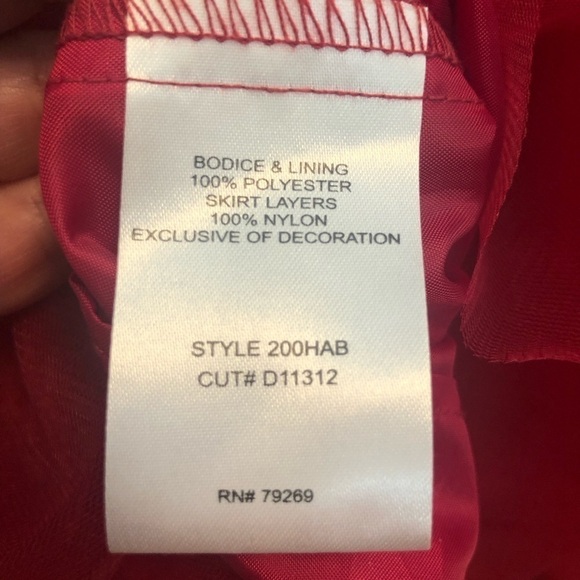 BODICE & LINING
100% POLYESTER
SKIRT LAYERS
100% NYLON
EXCLUSIVE OF DECORATION
STYLE 200HAB
CUT# D11312
RN# 79269